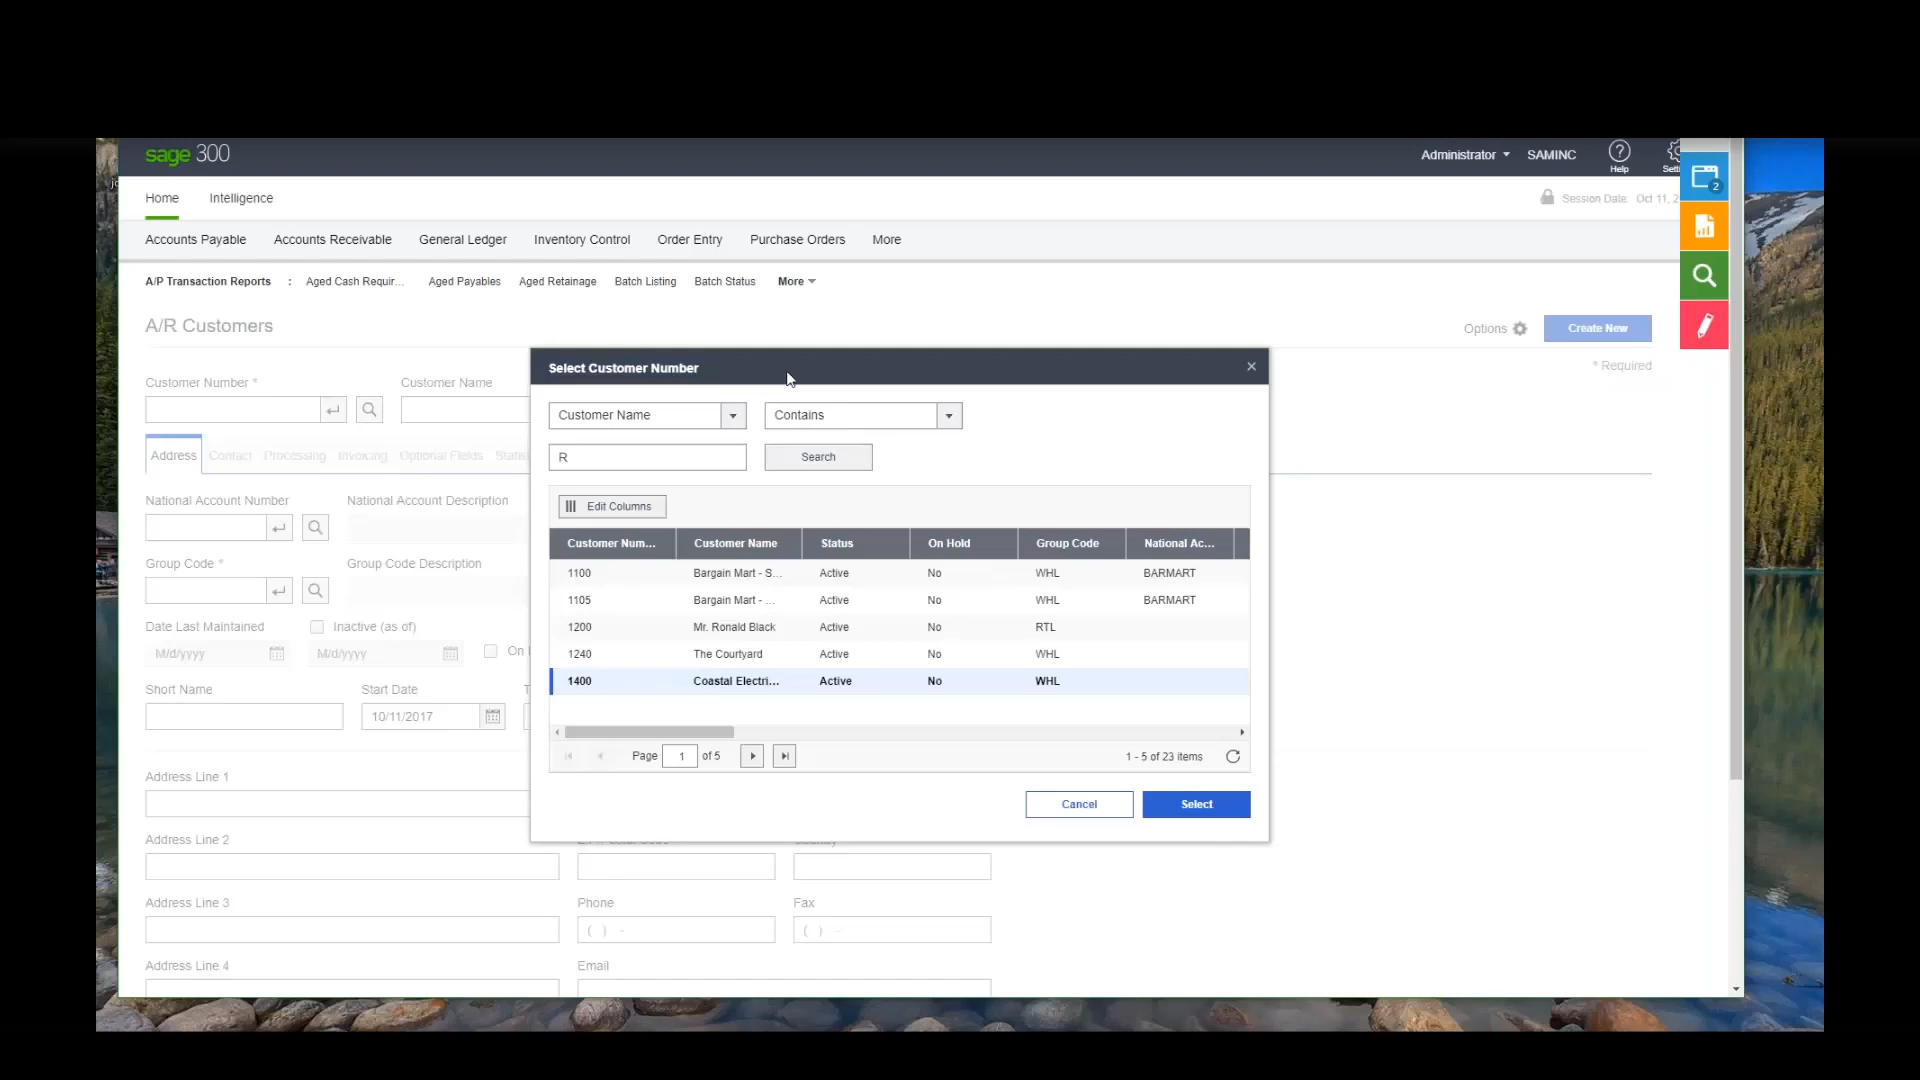 sage 300
Administrator SAMINC Help Setti
Home Intelligence
Session Date: Oct 11, 2
2
Accounts Payable Accounts Receivable General Ledger Inventory Control Order Entry Purchase Orders More
A/P Transaction Reports : Aged Cash Requir... Aged Payables Aged Retainage Batch Listing Batch Status More
A/R Customers
Options Create New
* Required
Customer Number * Customer Name
Address Contact Processing Invoicing Optional Fields Statis
National Account Number National Account Description
Group Code * Group Code Description
Date Last Maintained Inactive (as of)
M/d/yyyy M/d/yyyy On
Short Name Start Date T
10/11/2017
Address Line 1
Address Line 2
Address Line 3 Phone Fax
( ) - ( ) -
Address Line 4 Email
Select Customer Number
Customer Name Contains
R Search
Edit Columns
Customer Num... Customer Name Status On Hold Group Code National Ac...
1100 Bargain Mart - S... Active No WHL BARMART
1105 Bargain Mart - ... Active No WHL BARMART
1200 Mr. Ronald Black Active No RTL
1240 The Courtyard Active No WHL
1400 Coastal Electri... Active No WHL
Page 1 of 5 1 - 5 of 23 items
Cancel Select